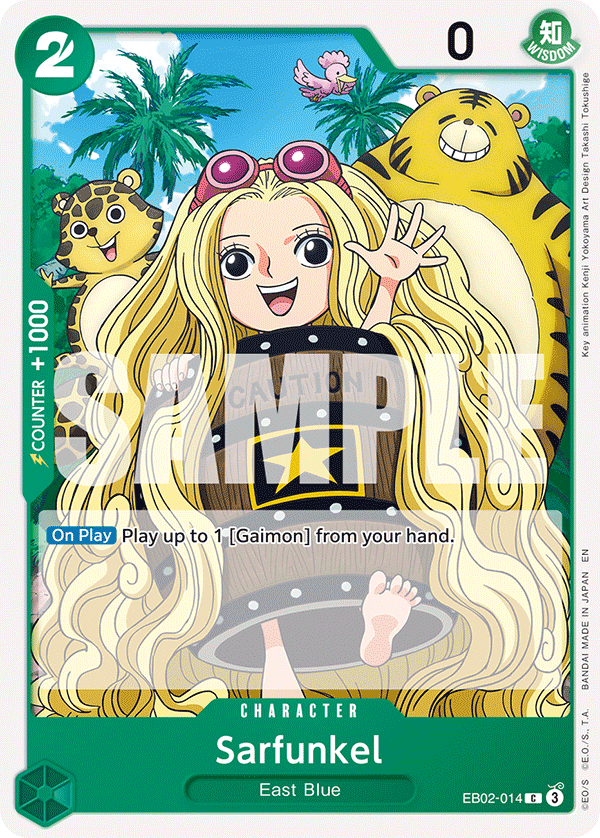 2
0
知
WISDOM
Key animation Kenji Yokoyama Art Design Takashi Tokushige
COUNTER +1000
CAUTION
SAMPLE
On Play Play up to 1 [Gaimon] from your hand.
CHARACTER
Sarfunkel
East Blue
EB02-014 C 3
©EO/S ©E.O./S., T.A. BANDAI MADE IN JAPAN EN